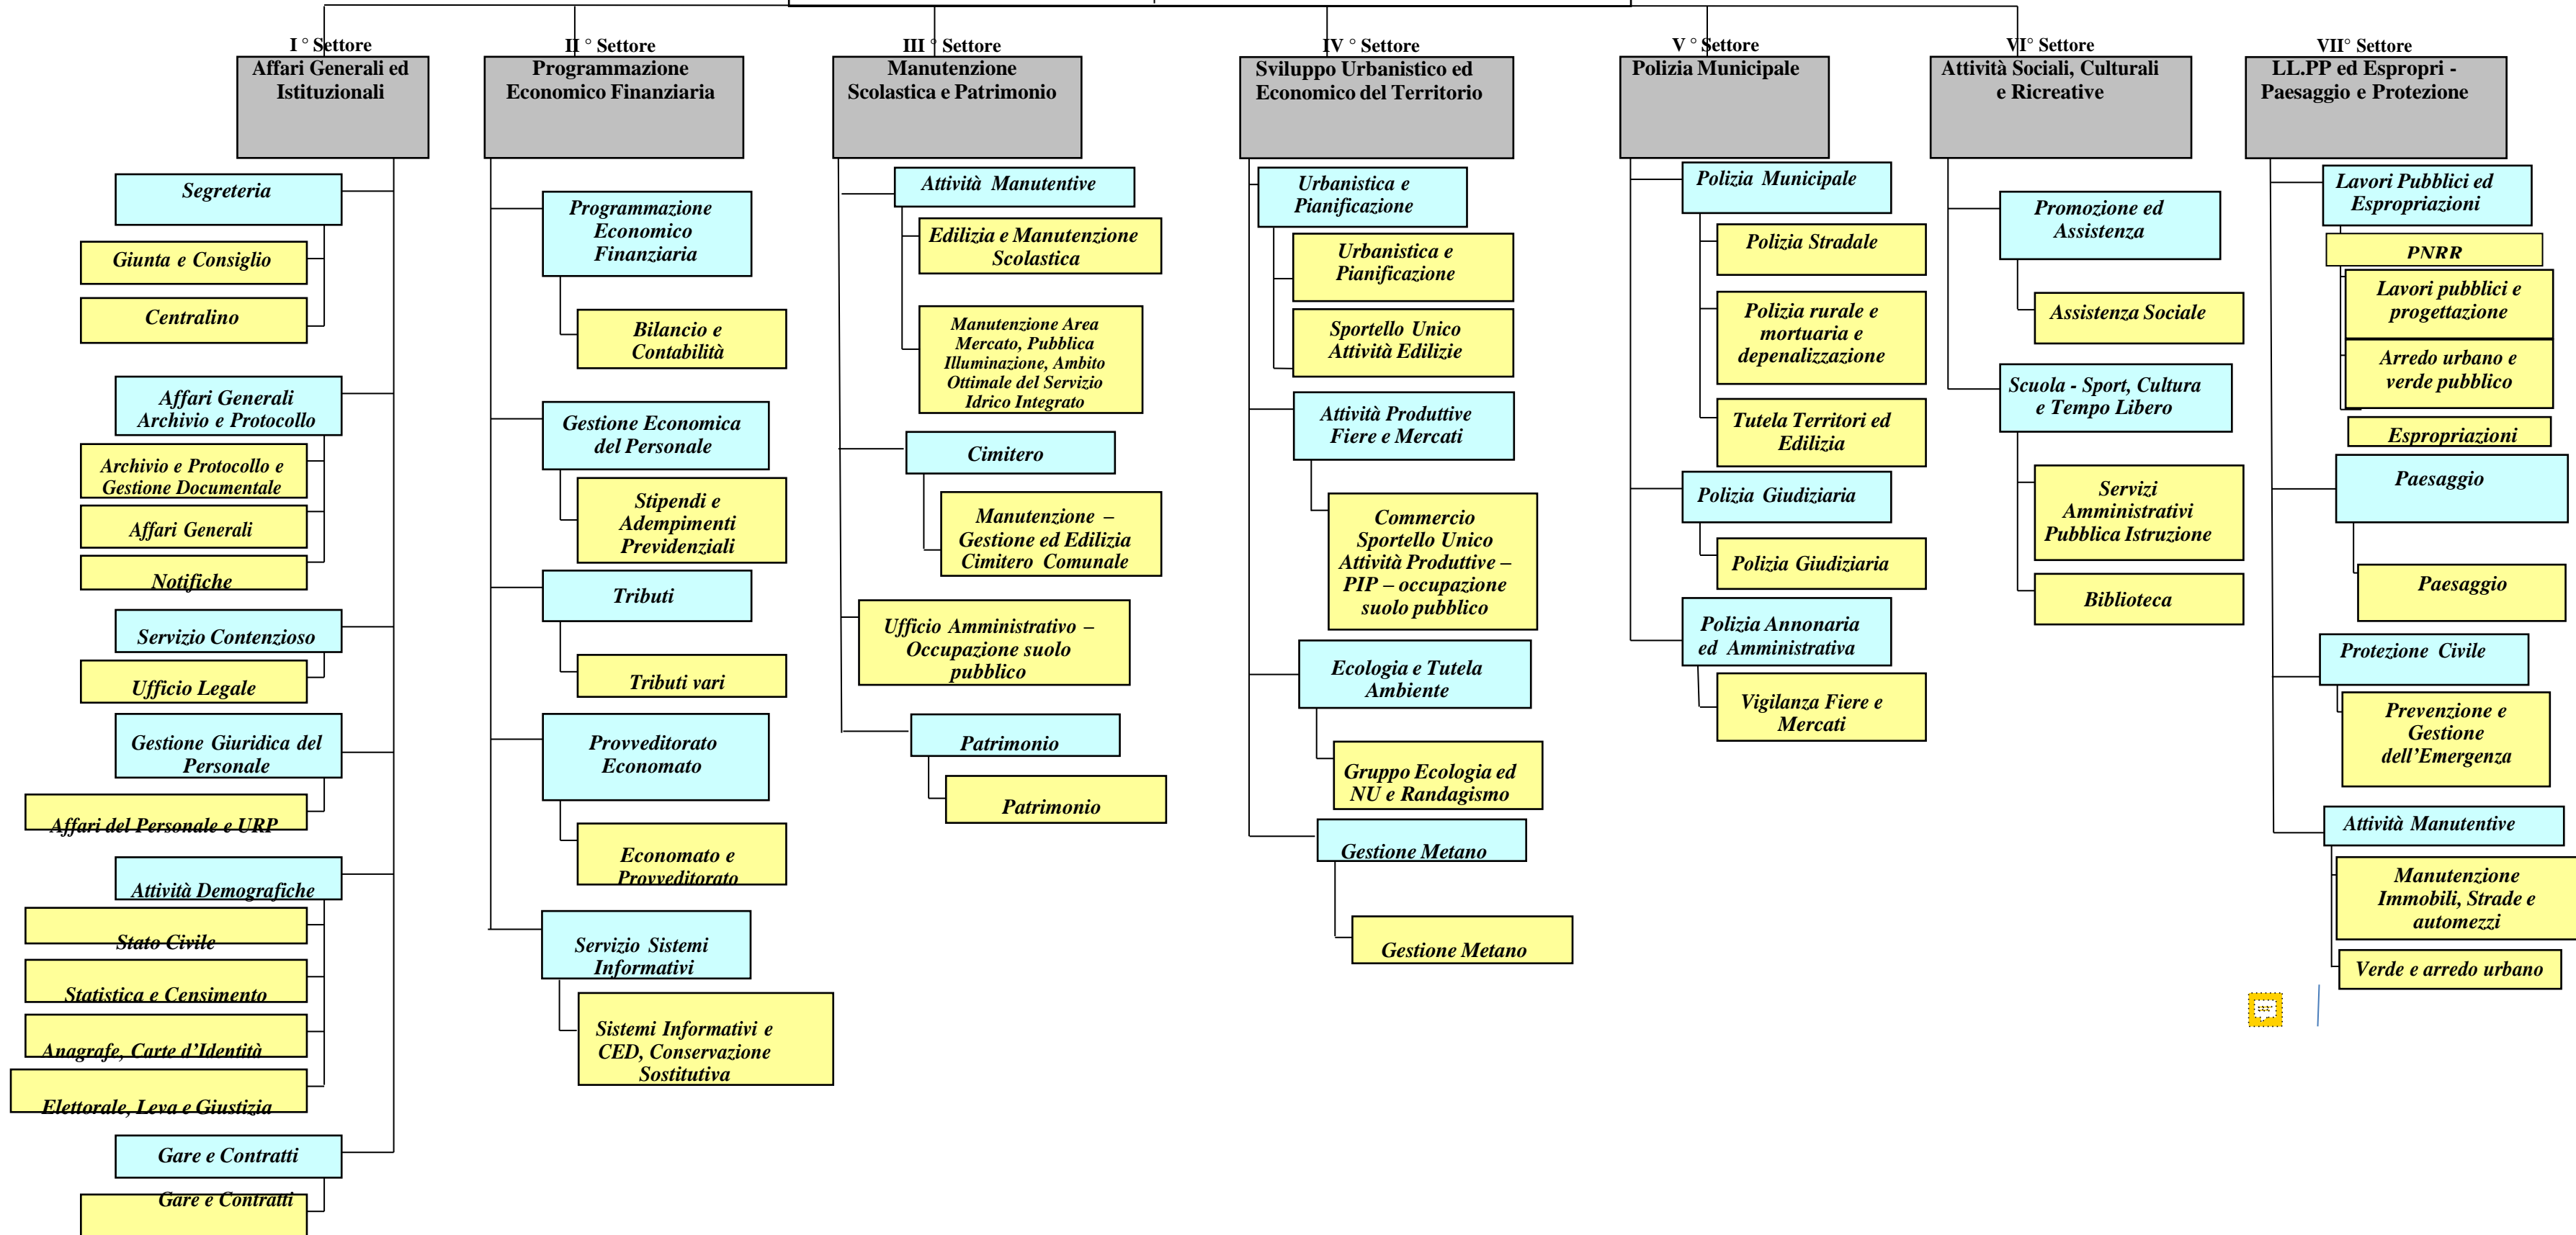 I ° Settore
Affari Generali ed
Istituzionali
Segreteria
Giunta e Consiglio
Centralino
Affari Generali
Archivio e Protocollo
Archivio e Protocollo e
Gestione Documentale
Affari Generali
Notifiche
Servizio Contenzioso
Ufficio Legale
Gestione Giuridica del
Personale
Affari del Personale e URP
Attività Demografiche
Stato Civile
Statistica e Censimento
Anagrafe, Carte d'Identità
Elettorale, Leva e Giustizia
Gare e Contratti
Gare e Contratti
II ° Settore
Programmazione
Economico Finanziaria
Programmazione
Economico
Finanziaria
Bilancio e
Contabilità
Gestione Economica
del Personale
Stipendi e
Adempimenti
Previdenziali
Tributi
Tributi vari
Provveditorato
Economato
Economato e
Provveditorato
Servizio Sistemi
Informativi
Sistemi Informativi e
CED, Conservazione
Sostitutiva
III ° Settore
Manutenzione
Scolastica e Patrimonio
Attività Manutentive
Edilizia e Manutenzione
Scolastica
Manutenzione Area
Mercato, Pubblica
Illuminazione, Ambito
Ottimale del Servizio
Idrico Integrato
Cimitero
Manutenzione –
Gestione ed Edilizia
Cimitero Comunale
Ufficio Amministrativo –
Occupazione suolo
pubblico
Patrimonio
Patrimonio
IV ° Settore
Sviluppo Urbanistico ed
Economico del Territorio
Urbanistica e
Pianificazione
Urbanistica e
Pianificazione
Sportello Unico
Attività Edilizie
Attività Produttive
Fiere e Mercati
Commercio
Sportello Unico
Attività Produttive –
PIP – occupazione
suolo pubblico
Ecologia e Tutela
Ambiente
Gruppo Ecologia ed
NU e Randagismo
Gestione Metano
Gestione Metano
V ° Settore
Polizia Municipale
Polizia Municipale
Polizia Stradale
Polizia rurale e
mortuaria e
depenalizzazione
Tutela Territori ed
Edilizia
Polizia Giudiziaria
Polizia Giudiziaria
Polizia Annonaria
ed Amministrativa
Vigilanza Fiere e
Mercati
VI° Settore
Attività Sociali, Culturali
e Ricreative
Promozione ed
Assistenza
Assistenza Sociale
Scuola - Sport, Cultura
e Tempo Libero
Servizi
Amministrativi
Pubblica Istruzione
Biblioteca
VII° Settore
LL.PP ed Espropri -
Paesaggio e Protezione
Lavori Pubblici ed
Espropriazioni
PNRR
Lavori pubblici e
progettazione
Arredo urbano e
verde pubblico
Espropriazioni
Paesaggio
Paesaggio
Protezione Civile
Prevenzione e
Gestione
dell'Emergenza
Attività Manutentive
Manutenzione
Immobili, Strade e
automezzi
Verde e arredo urbano